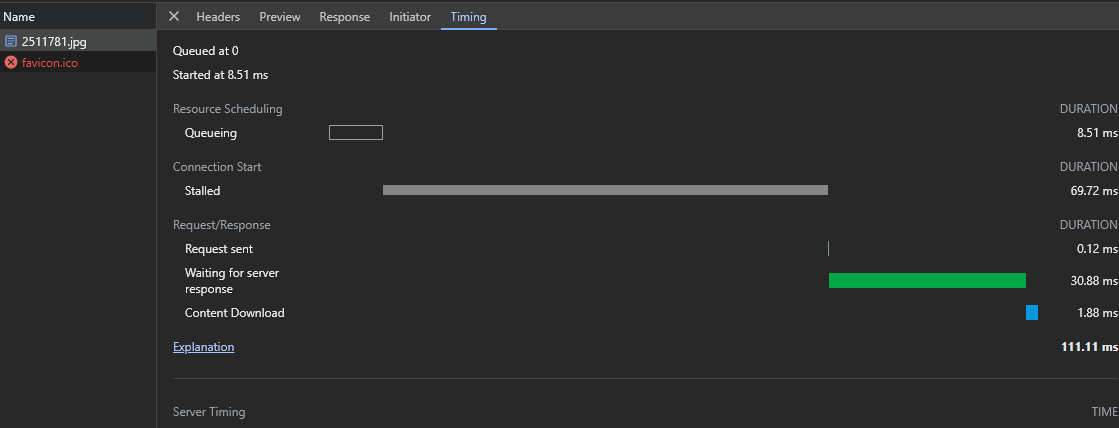 Name
Headers Preview Response Initiator Timing
2511781.jpg
favicon.ico
Queued at 0
Started at 8.51 ms
Resource Scheduling DURATION
Queueing 8.51 ms
Connection Start DURATION
Stalled 69.72 ms
Request/Response DURATION
Request sent 0.12 ms
Waiting for server
response 30.88 ms
Content Download 1.88 ms
Explanation 111.11 ms
Server Timing TIME